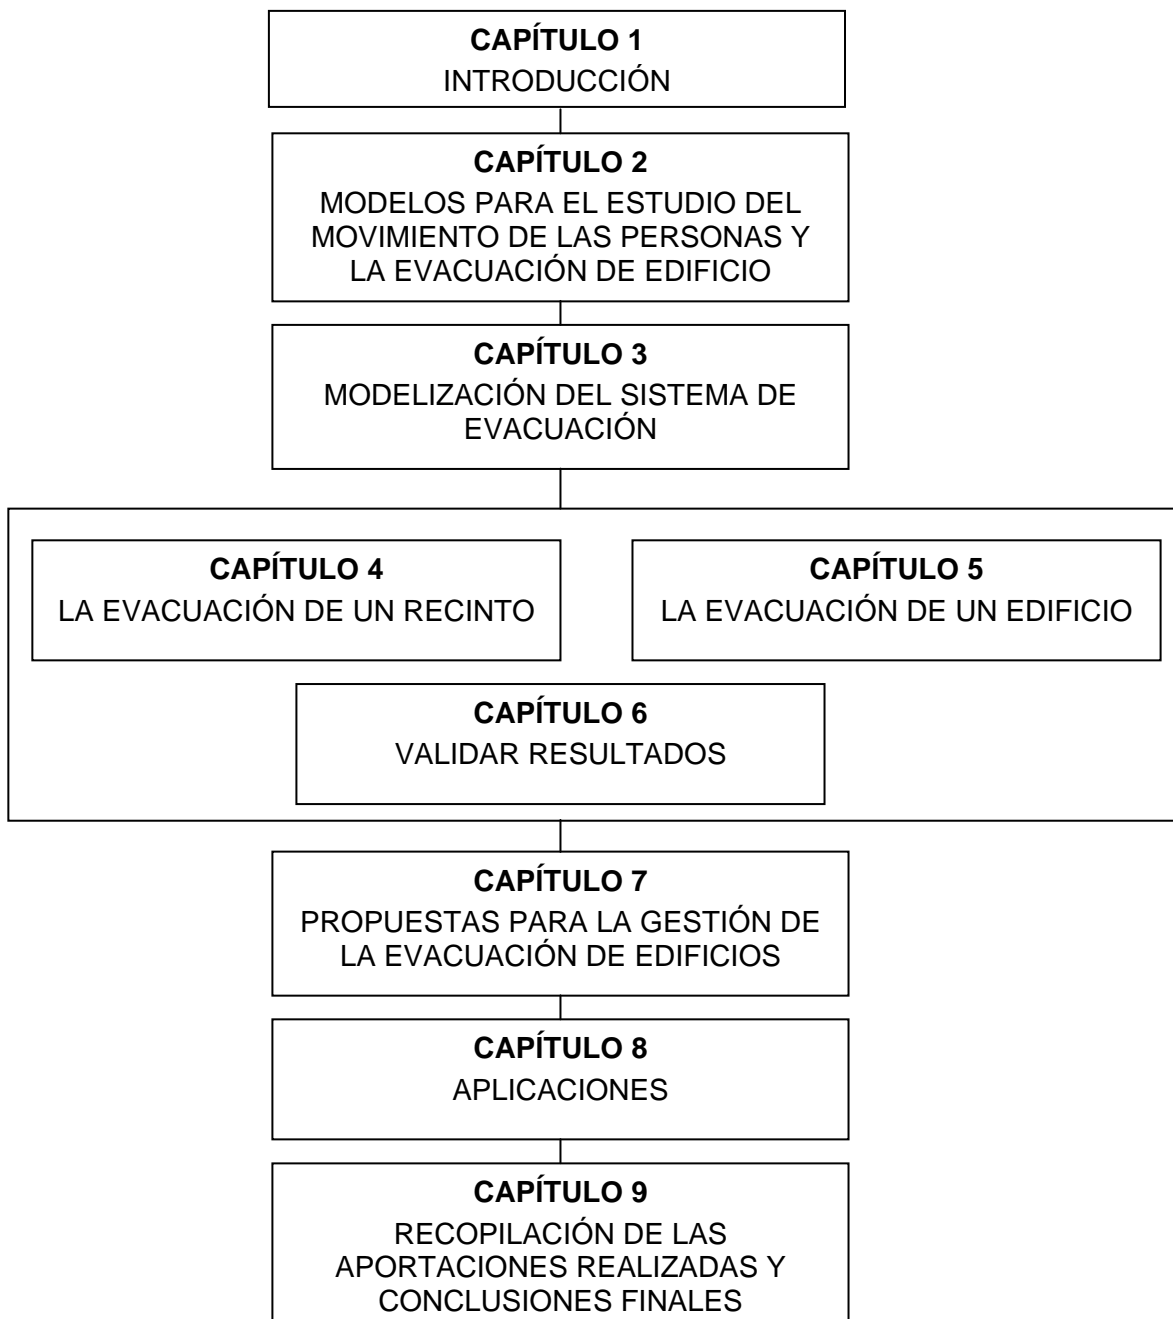 CAPÍTULO 1
INTRODUCCIÓN
CAPÍTULO 2
MODELOS PARA EL ESTUDIO DEL
MOVIMIENTO DE LAS PERSONAS Y
LA EVACUACIÓN DE EDIFICIO
CAPÍTULO 3
MODELIZACIÓN DEL SISTEMA DE
EVACUACIÓN
CAPÍTULO 4
LA EVACUACIÓN DE UN RECINTO
CAPÍTULO 5
LA EVACUACIÓN DE UN EDIFICIO
CAPÍTULO 6
VALIDAR RESULTADOS
CAPÍTULO 7
PROPUESTAS PARA LA GESTIÓN DE
LA EVACUACIÓN DE EDIFICIOS
CAPÍTULO 8
APLICACIONES
CAPÍTULO 9
RECOPILACIÓN DE LAS
APORTACIONES REALIZADAS Y
CONCLUSIONES FINALES